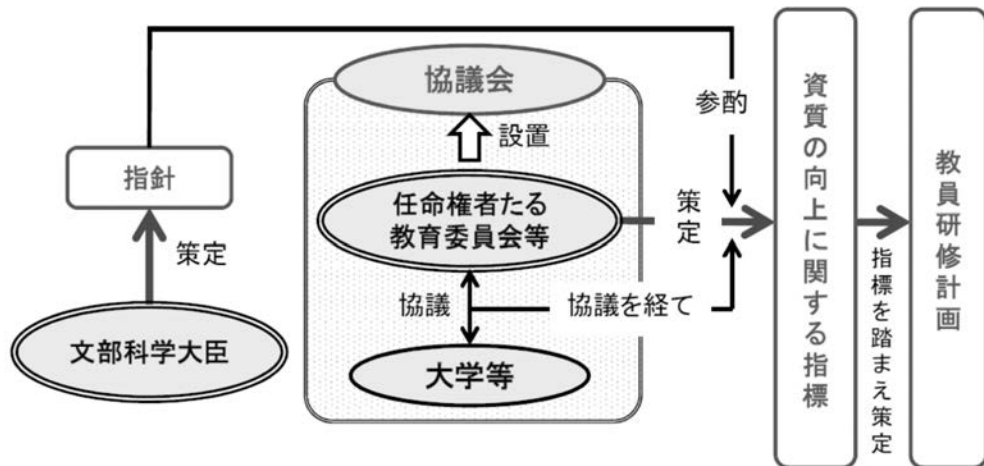 協議会
設置
参酌
指針
任命権者たる
教育委員会等
策定
策定
協議
協議を経て
文部科学大臣
大学等
資質の向上に関する指標
指標を踏まえ策定
教員研修計画